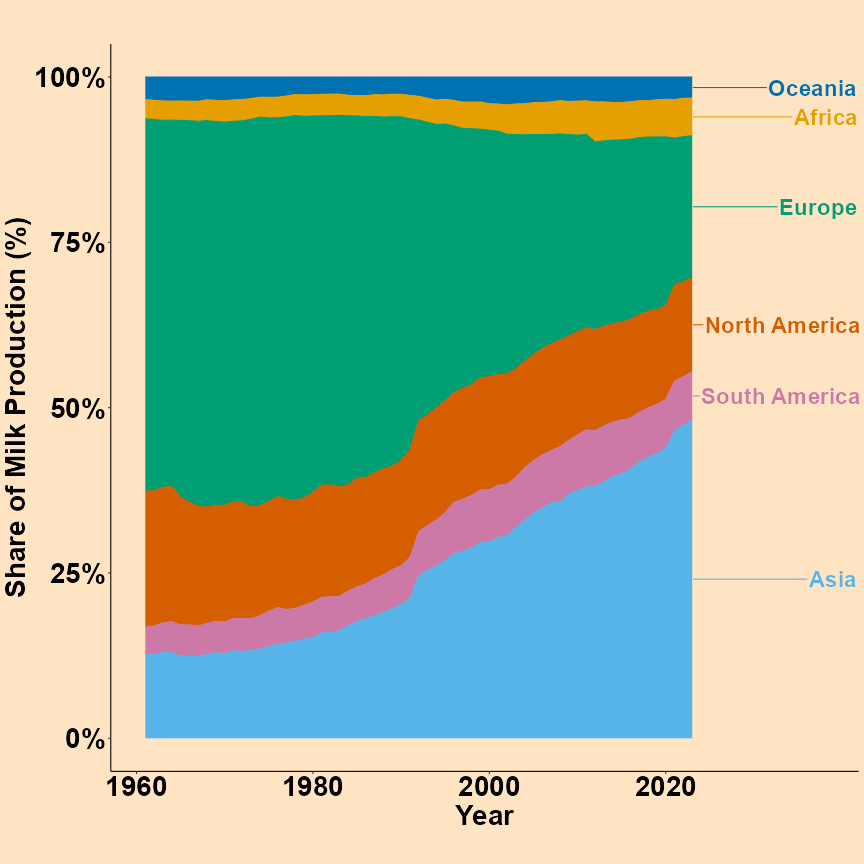 100%
75%
50%
25%
0%
Share of Milk Production (%)
1960
1980
2000
2020
Year
Oceania
Africa
Europe
North America
South America
Asia